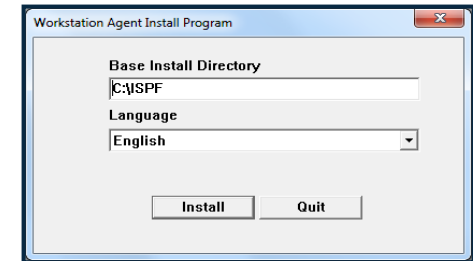 Workstation Agent Install Program
Base Install Directory
C:\ISPF
Language
English
Install Quit